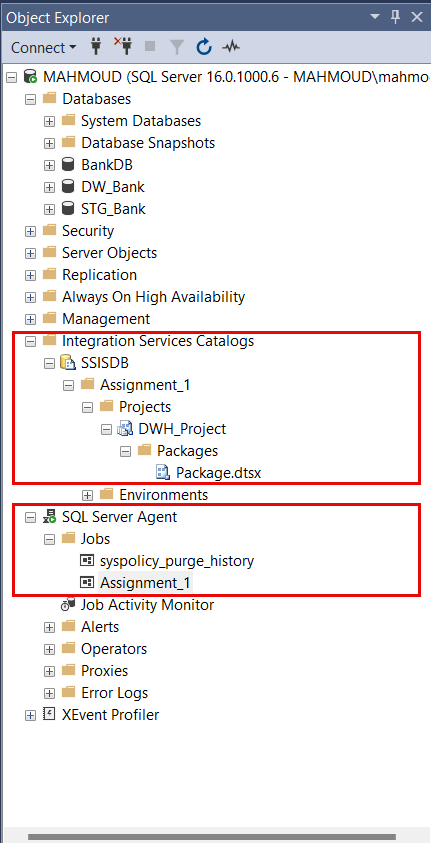 Object Explorer
Connect
MAHMOUD (SQL Server 16.0.1000.6 - MAHMOUD\mahmo
Databases
System Databases
Database Snapshots
BankDB
DW_Bank
STG_Bank
Security
Server Objects
Replication
Always On High Availability
Management
Integration Services Catalogs
SSISDB
Assignment_1
Projects
DWH_Project
Packages
Package.dtsx
Environments
SQL Server Agent
Jobs
syspolicy_purge_history
Assignment_1
Job Activity Monitor
Alerts
Operators
Proxies
Error Logs
XEvent Profiler